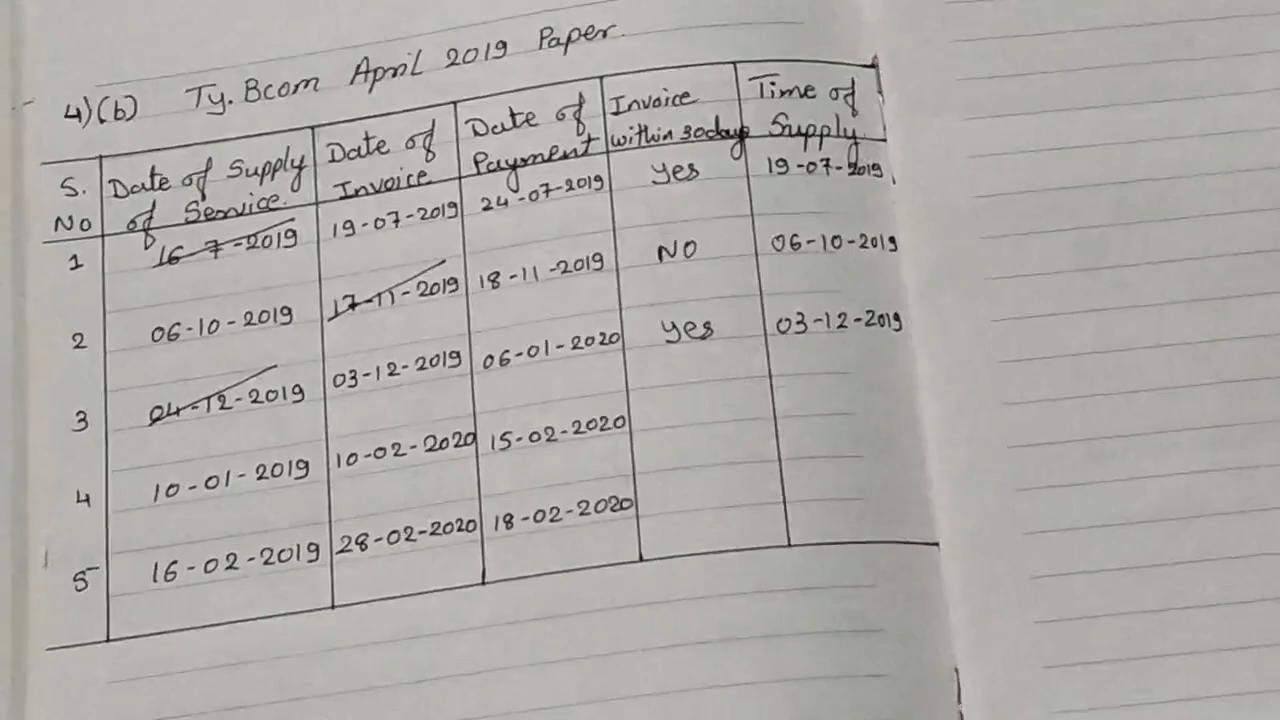 4)(b) Ty. Bcom April 2019 Paper.
S. No Date of Supply of Service. Date of Invoice Date of Payment Invoice within 30 days Time of Supply
1 16-7-2019 19-07-2019 24-07-2019 Yes 19-07-2019
2 06-10-2019 17-11-2019 18-11-2019 NO 06-10-2019
3 04-12-2019 03-12-2019 06-01-2020 Yes 03-12-2019
4 10-01-2019 10-02-2020 15-02-2020
5 16-02-2019 28-02-2020 18-02-2020